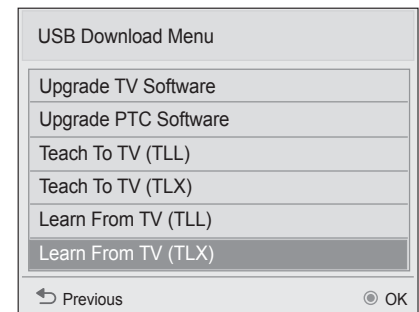 USB Download Menu
Upgrade TV Software
Upgrade PTC Software
Teach To TV (TLL)
Teach To TV (TLX)
Learn From TV (TLL)
Learn From TV (TLX)
Previous OK